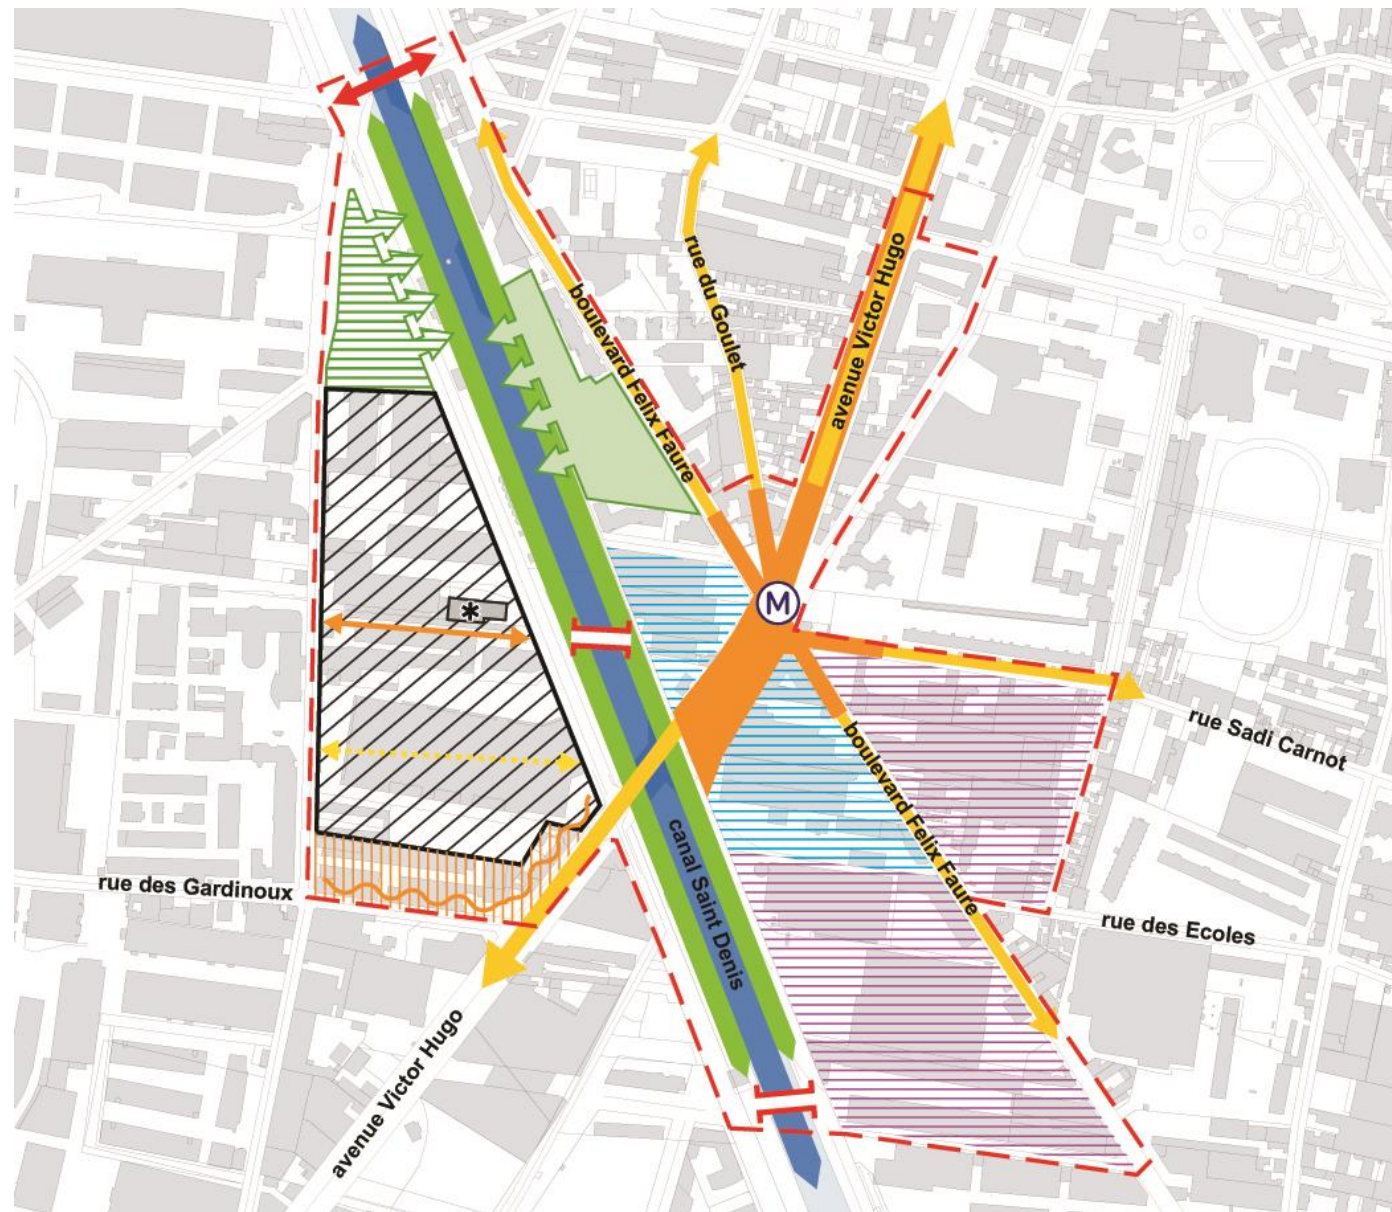 boulevard Felix Faure
rue du Goulet
avenue Victor Hugo
M
*
rue Sadi Carnot
boulevard Felix Faure
canal Saint Denis
rue des Gardinoux
rue des Ecoles
avenue Victor Hugo